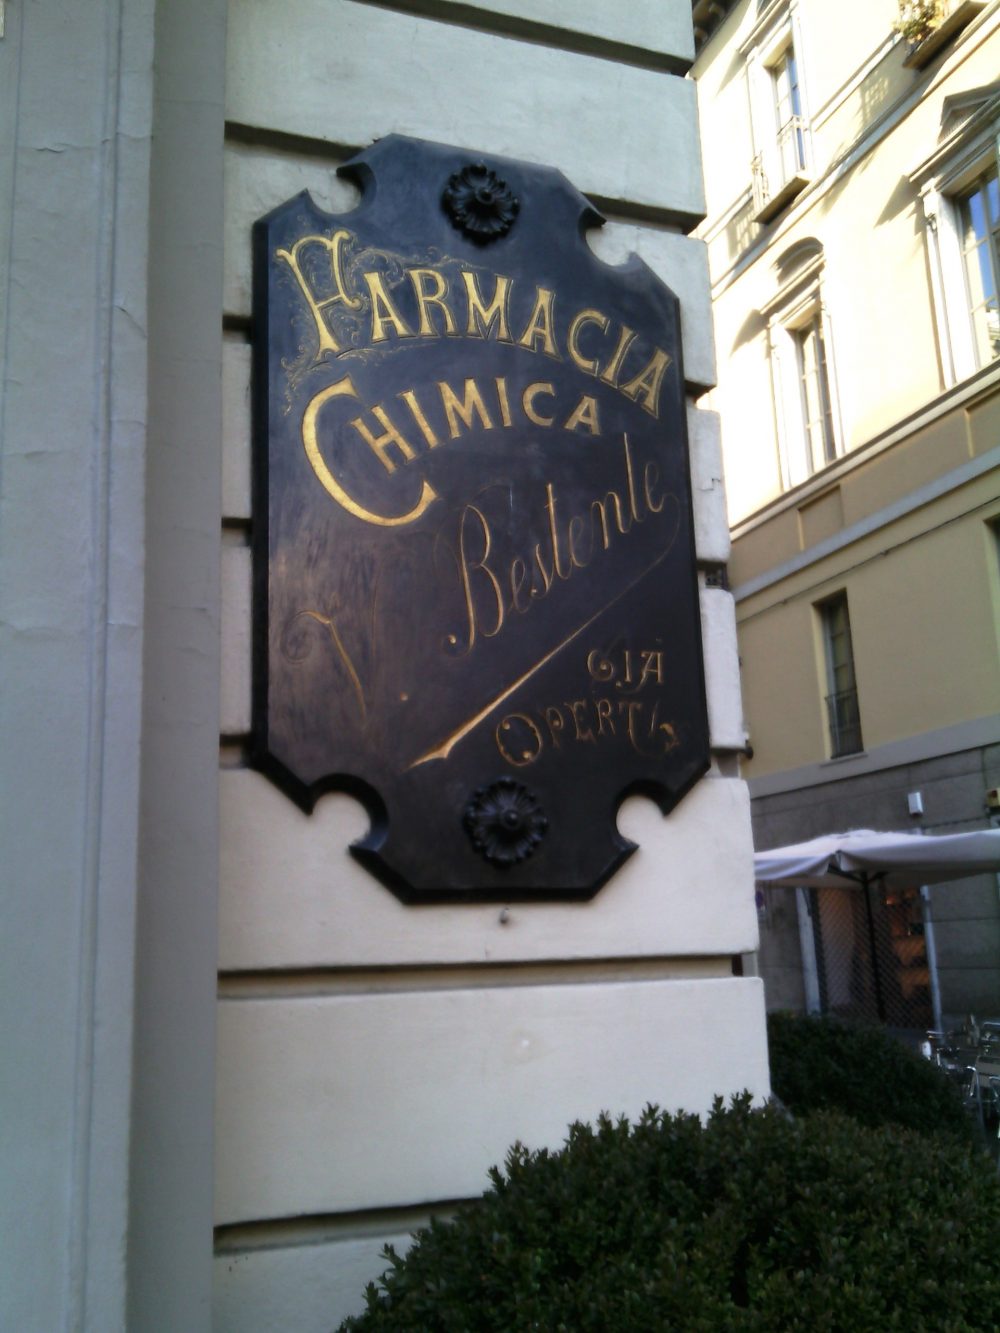 FARMACIA
CHIMICA
V. Bestente
GIÀ
OPERTI